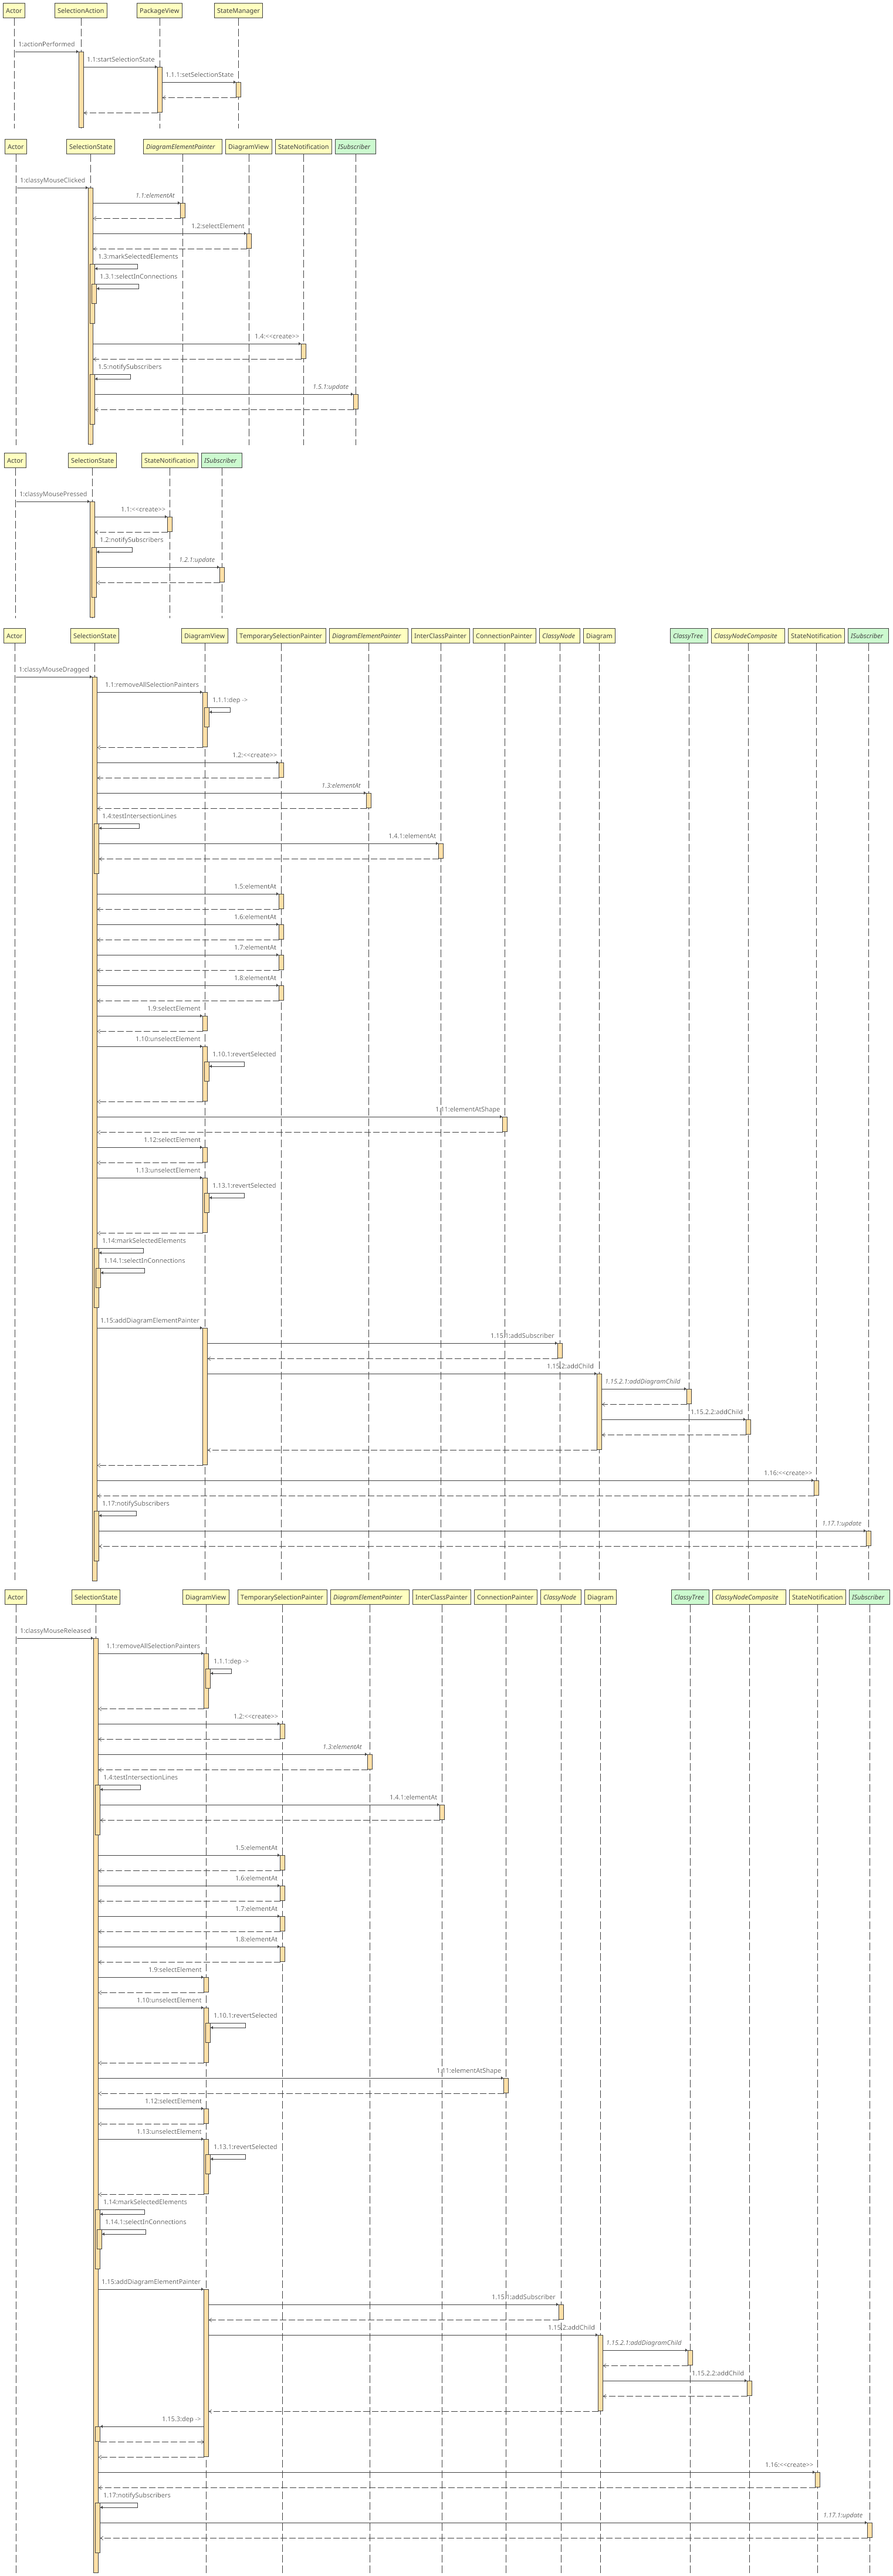 Actor SelectionAction PackageView StateManager
1:actionPerformed
1.1:startSelectionState
1.1.1:setSelectionState
Actor SelectionState DiagramElementPainter DiagramView StateNotification ISubscriber
1:classyMouseClicked
1.1:elementAt
1.2:selectElement
1.3:markSelectedElements
1.3.1:selectInConnections
1.4:<<create>>
1.5:notifySubscribers
1.5.1:update
Actor SelectionState StateNotification ISubscriber
1:classyMousePressed
1.1:<<create>>
1.2:notifySubscribers
1.2.1:update
Actor SelectionState DiagramView TemporarySelectionPainter DiagramElementPainter InterClassPainter ConnectionPainter ClassyNode Diagram ClassyTree ClassyNodeComposite StateNotification ISubscriber
1:classyMouseDragged
1.1:removeAllSelectionPainters
1.1.1:dep ->
1.2:<<create>>
1.3:elementAt
1.4:testIntersectionLines
1.4.1:elementAt
1.5:elementAt
1.6:elementAt
1.7:elementAt
1.8:elementAt
1.9:selectElement
1.10:unselectElement
1.10.1:revertSelected
1.11:elementAtShape
1.12:selectElement
1.13:unselectElement
1.13.1:revertSelected
1.14:markSelectedElements
1.14.1:selectInConnections
1.15:addDiagramElementPainter
1.15.1:addSubscriber
1.15.2:addChild
1.15.2.1:addDiagramChild
1.15.2.2:addChild
1.16:<<create>>
1.17:notifySubscribers
1.17.1:update
Actor SelectionState DiagramView TemporarySelectionPainter DiagramElementPainter InterClassPainter ConnectionPainter ClassyNode Diagram ClassyTree ClassyNodeComposite StateNotification ISubscriber
1:classyMouseReleased
1.1:removeAllSelectionPainters
1.1.1:dep ->
1.2:<<create>>
1.3:elementAt
1.4:testIntersectionLines
1.4.1:elementAt
1.5:elementAt
1.6:elementAt
1.7:elementAt
1.8:elementAt
1.9:selectElement
1.10:unselectElement
1.10.1:revertSelected
1.11:elementAtShape
1.12:selectElement
1.13:unselectElement
1.13.1:revertSelected
1.14:markSelectedElements
1.14.1:selectInConnections
1.15:addDiagramElementPainter
1.15.1:addSubscriber
1.15.2:addChild
1.15.2.1:addDiagramChild
1.15.2.2:addChild
1.15.3:dep ->
1.16:<<create>>
1.17:notifySubscribers
1.17.1:update